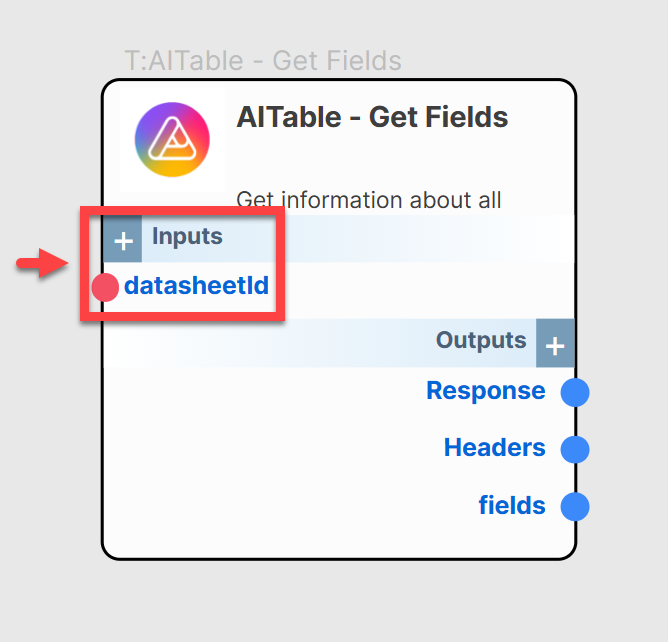 T:AITable - Get Fields
AITable - Get Fields
Get information about all
+ Inputs
datasheetId
Outputs +
Response
Headers
fields